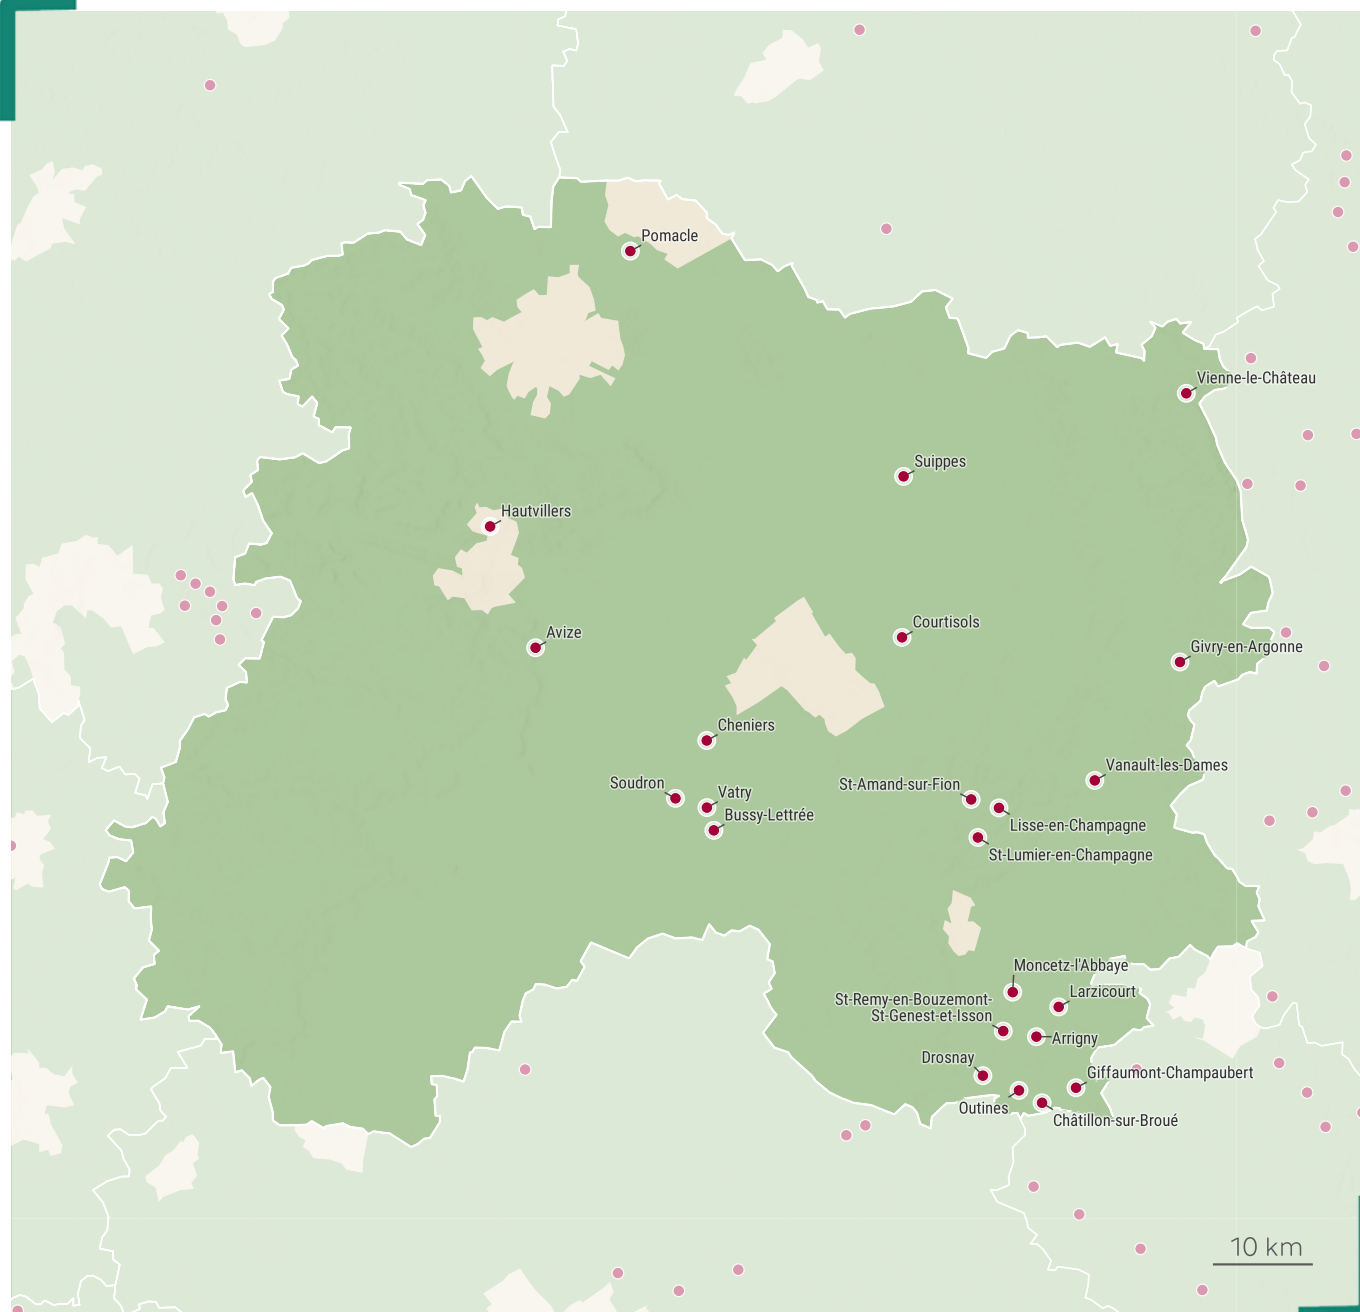 Pomacle
Vienne-le-Château
Suippes
Hautvillers
Courtisols
Avize
Givry-en-Argonne
Cheniers
Vanault-les-Dames
Soudron
St-Amand-sur-Fion
Vatry
Bussy-Lettrée
Lisse-en-Champagne
St-Lumier-en-Champagne
Moncetz-l'Abbaye
Larzicourt
St-Remy-en-Bouzemont-
St-Genest-et-Isson
Arrigny
Drosnay
Giffaumont-Champaubert
Outines
Châtillon-sur-Broué
10 km